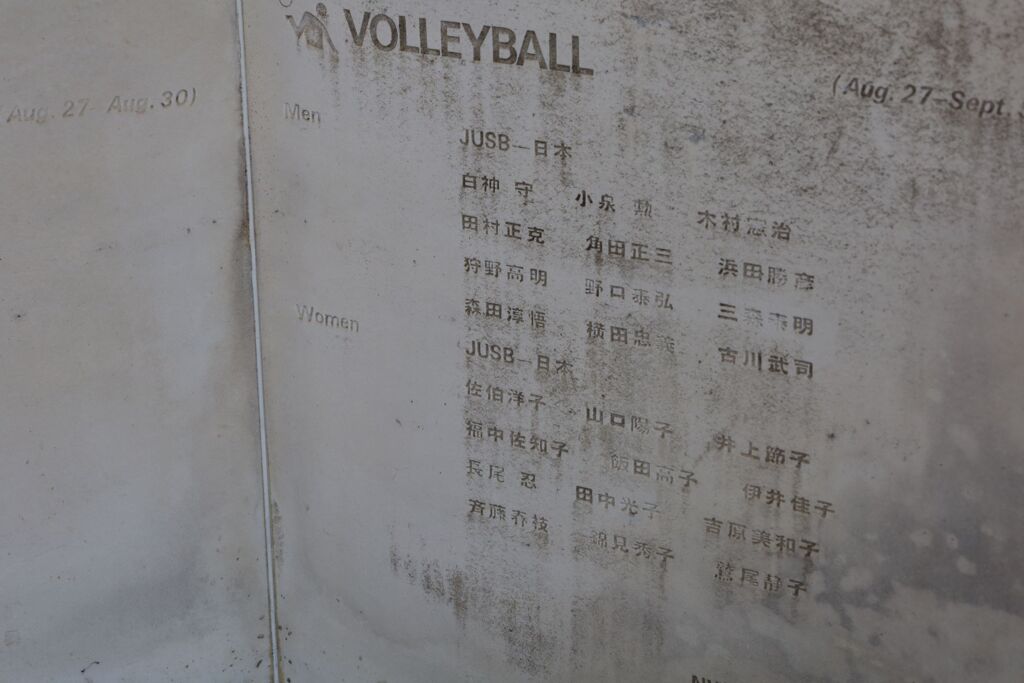 VOLLEYBALL
(Aug. 27-Sept.
(Aug. 27- Aug. 30)
Men
JUSB—日本
白神 守 小泉 勲 木村憲治
田村正克 角田正三 浜田勝彦
狩野高明 野口泰弘 三森泰明
森田淳悟 横田忠義 古川武司
Women
JUSB—日本
佐伯洋子 山口陽子 井上節子
福中佐知子 飯田高子 伊井佳子
長尾 忍 田中光子 吉原美和子
斉藤乔枝 錦見秀子 鷲尾静子